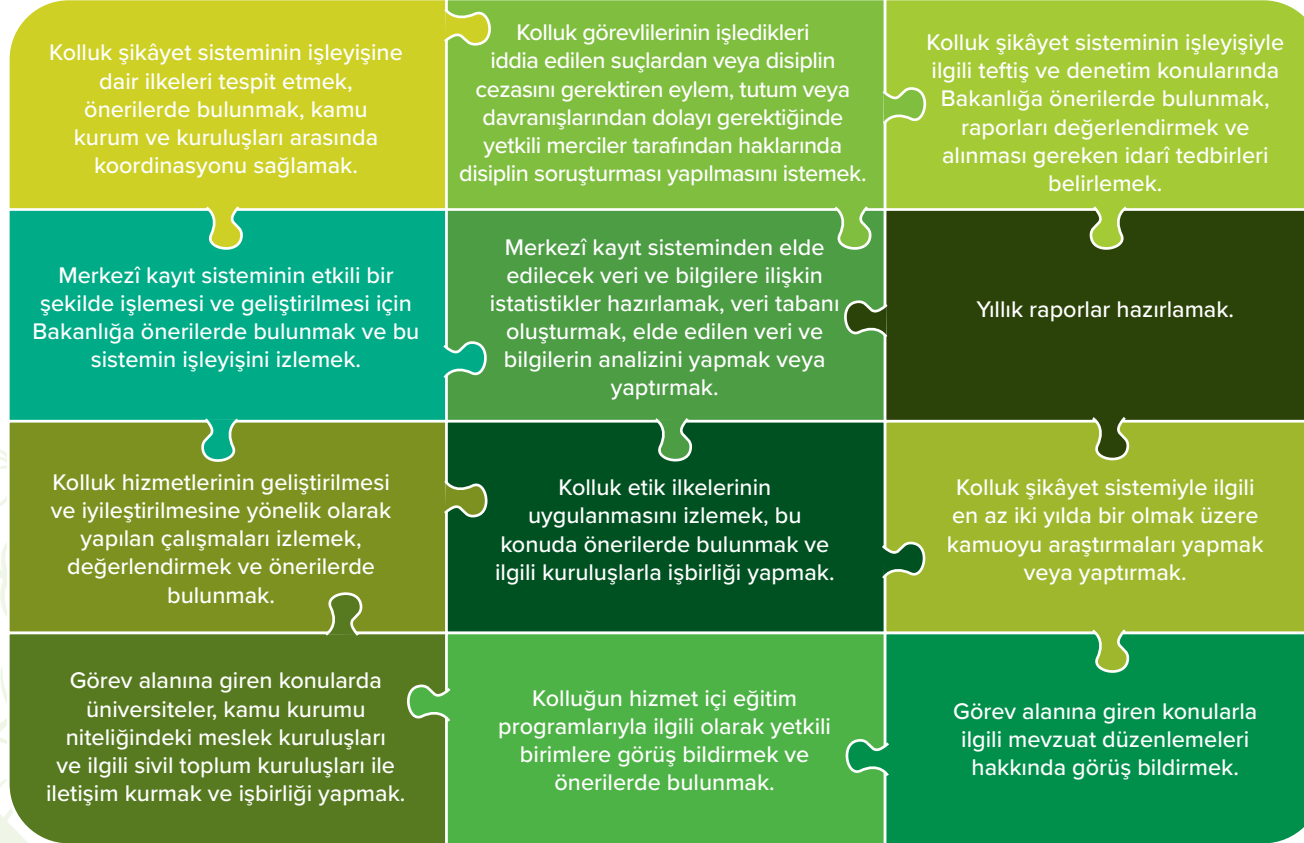 Kolluk şikâyet sisteminin işleyişine
dair ilkeleri tespit etmek,
önerilerde bulunmak, kamu
kurum ve kuruluşları arasında
koordinasyonu sağlamak.
Kolluk görevlilerinin işledikleri
iddia edilen suçlardan veya disiplin
cezasını gerektiren eylem, tutum veya
davranışlarından dolayı gerektiğinde
yetkili merciler tarafından haklarında
disiplin soruşturması yapılmasını istemek.
Kolluk şikâyet sisteminin işleyişiyle
ilgili teftiş ve denetim konularında
Bakanlığa önerilerde bulunmak,
raporları değerlendirmek ve
alınması gereken idarî tedbirleri
belirlemek.
Merkezî kayıt sisteminin etkili bir
şekilde işlemesi ve geliştirilmesi için
Bakanlığa önerilerde bulunmak ve bu
sistemin işleyişini izlemek.
Merkezî kayıt sisteminden elde
edilecek veri ve bilgilere ilişkin
istatistikler hazırlamak, veri tabanı
oluşturmak, elde edilen veri ve
bilgilerin analizini yapmak veya
yaptırmak.
Yıllık raporlar hazırlamak.
Kolluk hizmetlerinin geliştirilmesi
ve iyileştirilmesine yönelik olarak
yapılan çalışmaları izlemek,
değerlendirmek ve önerilerde
bulunmak.
Kolluk etik ilkelerinin
uygulanmasını izlemek, bu
konuda önerilerde bulunmak ve
ilgili kuruluşlarla işbirliği yapmak.
Kolluk şikâyet sistemiyle ilgili
en az iki yılda bir olmak üzere
kamuoyu araştırmaları yapmak
veya yaptırmak.
Görev alanına giren konularda
üniversiteler, kamu kurumu
niteliğindeki meslek kuruluşları
ve ilgili sivil toplum kuruluşları ile
iletişim kurmak ve işbirliği yapmak.
Kolluğun hizmet içi eğitim
programlarıyla ilgili olarak yetkili
birimlere görüş bildirmek ve
önerilerde bulunmak.
Görev alanına giren konularla
ilgili mevzuat düzenlemeleri
hakkında görüş bildirmek.